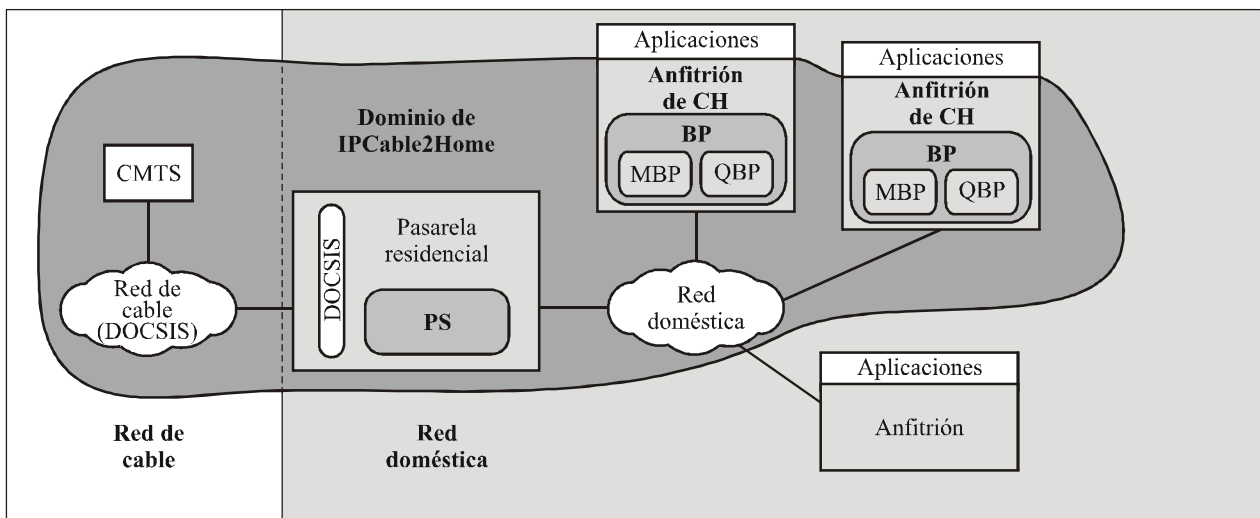 Aplicaciones
Anfitrión
de CH
BP
MBP QBP
Aplicaciones
Anfitrión
de CH
BP
MBP QBP
Dominio de
IPCable2Home
CMTS
Red de
cable
(DOCSIS)
DOCSIS
Pasarela
residencial
PS
Red
doméstica
Aplicaciones
Anfitrión
Red de
cable
Red
doméstica